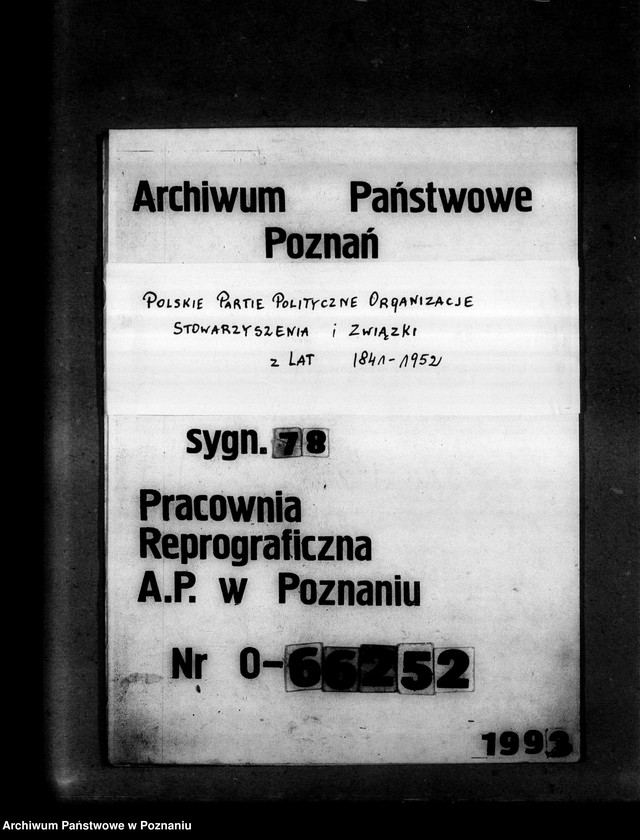 Archiwum Państwowe
Poznań
POLSKIE PARTIE POLITYCZNE ORGANIZACJE
STOWARZYSZENIA i ZWIĄZKI
z LAT 1841-1952
sygn. 78
Pracownia
Reprograficzna
A.P. w Poznaniu
Nr O-66252
1993
Archiwum Państwowe w Poznaniu